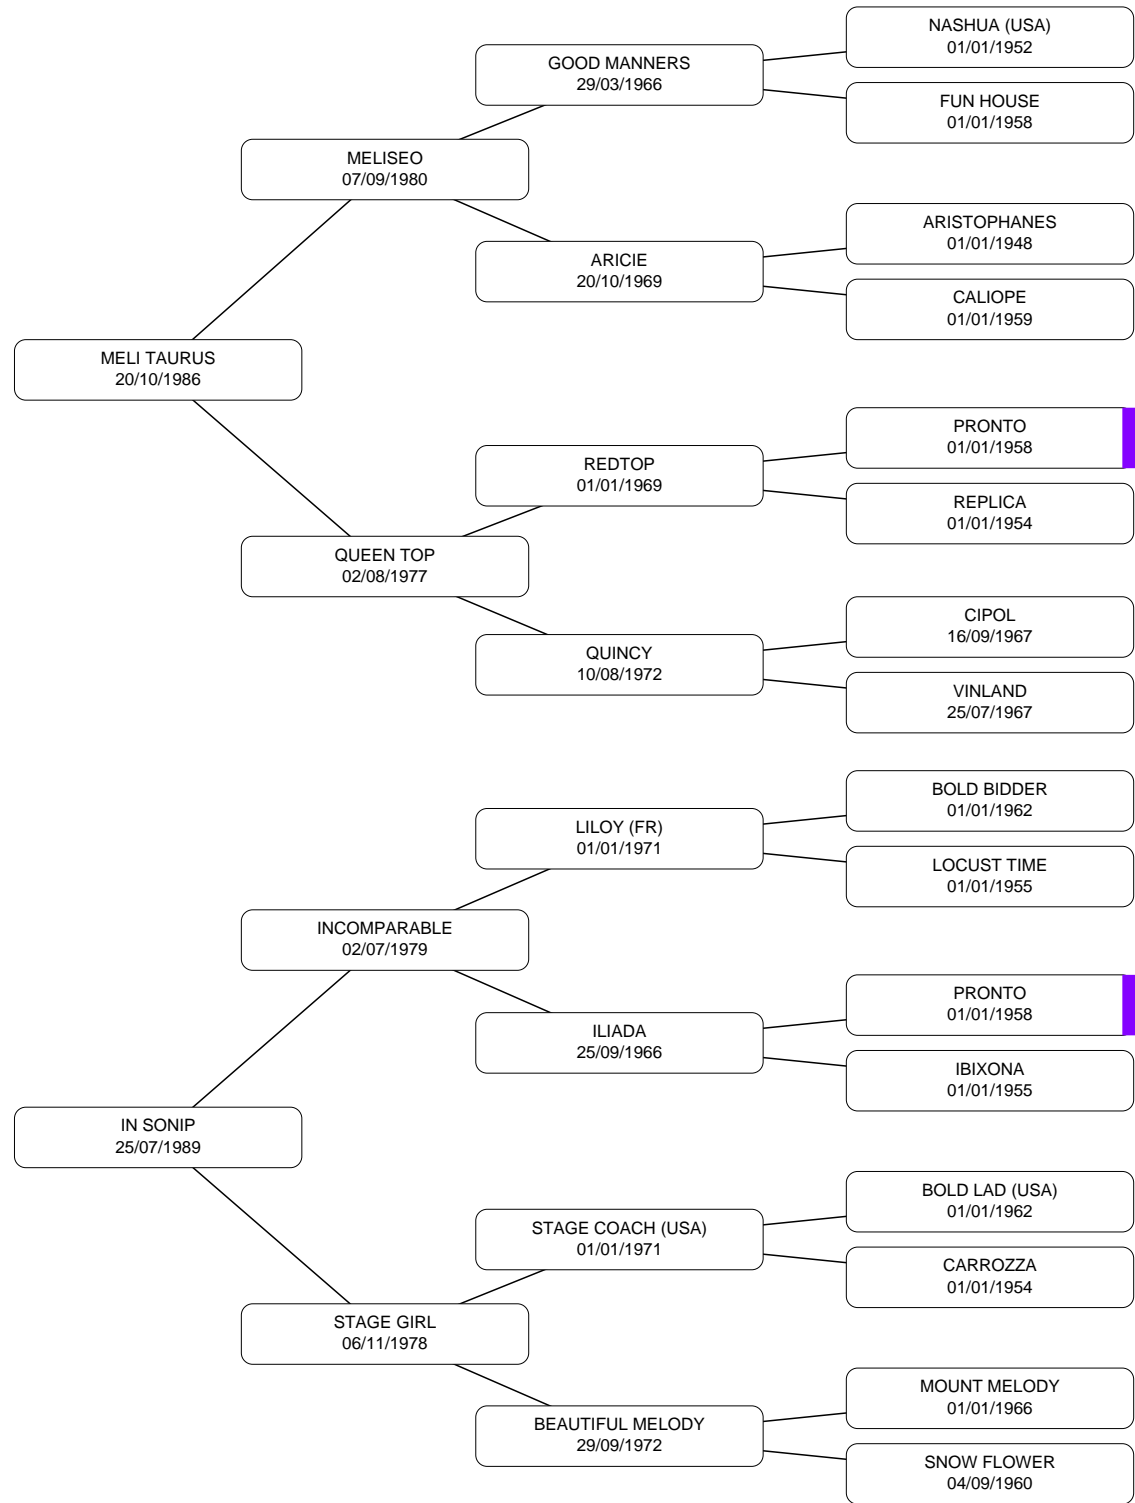 NASHUA (USA)
01/01/1952
GOOD MANNERS
29/03/1966
FUN HOUSE
01/01/1958
MELISEO
07/09/1980
ARISTOPHANES
01/01/1948
ARICIE
20/10/1969
CALIOPE
01/01/1959
MELI TAURUS
20/10/1986
PRONTO
01/01/1958
REDTOP
01/01/1969
REPLICA
01/01/1954
QUEEN TOP
02/08/1977
CIPOL
16/09/1967
QUINCY
10/08/1972
VINLAND
25/07/1967
BOLD BIDDER
01/01/1962
LILOY (FR)
01/01/1971
LOCUST TIME
01/01/1955
INCOMPARABLE
02/07/1979
PRONTO
01/01/1958
ILIADA
25/09/1966
IBIXONA
01/01/1955
IN SONIP
25/07/1989
BOLD LAD (USA)
01/01/1962
STAGE COACH (USA)
01/01/1971
CARROZZA
01/01/1954
STAGE GIRL
06/11/1978
MOUNT MELODY
01/01/1966
BEAUTIFUL MELODY
29/09/1972
SNOW FLOWER
04/09/1960